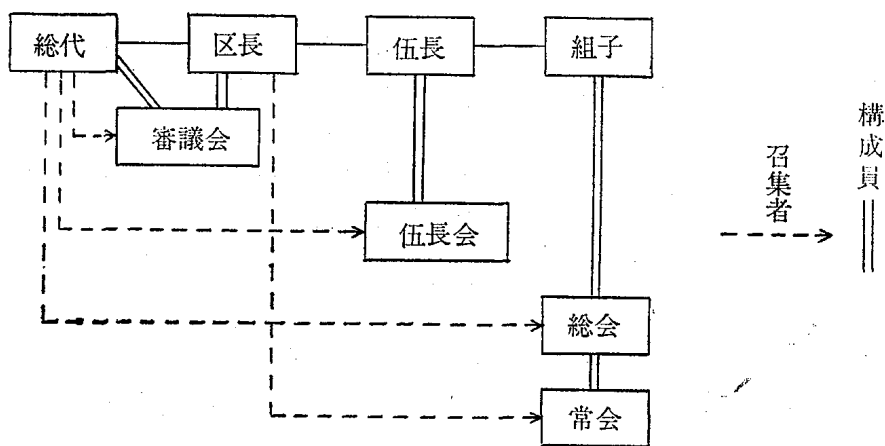 総代
区長
伍長
組子
審議会
伍長会
総会
常会
召集者
構成員